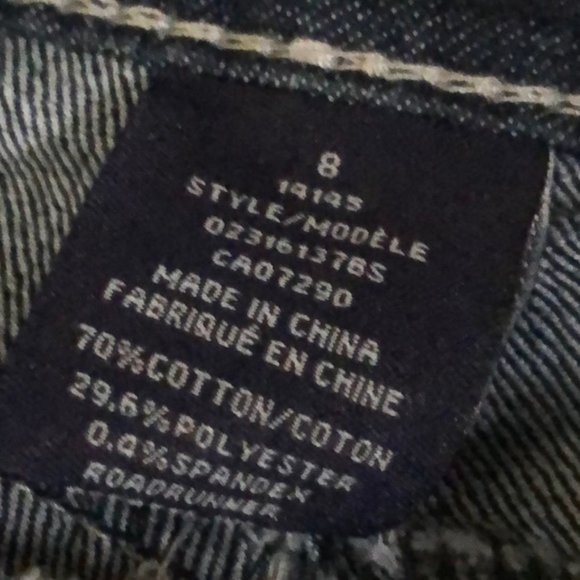 8
14145
STYLE/MODÈLE
023161378S
CA07290
MADE IN CHINA
FABRIQUÉ EN CHINE
70%COTTON/COTON
29.6%POLYESTER
0.4%SPANDEX
ROADRUNNER